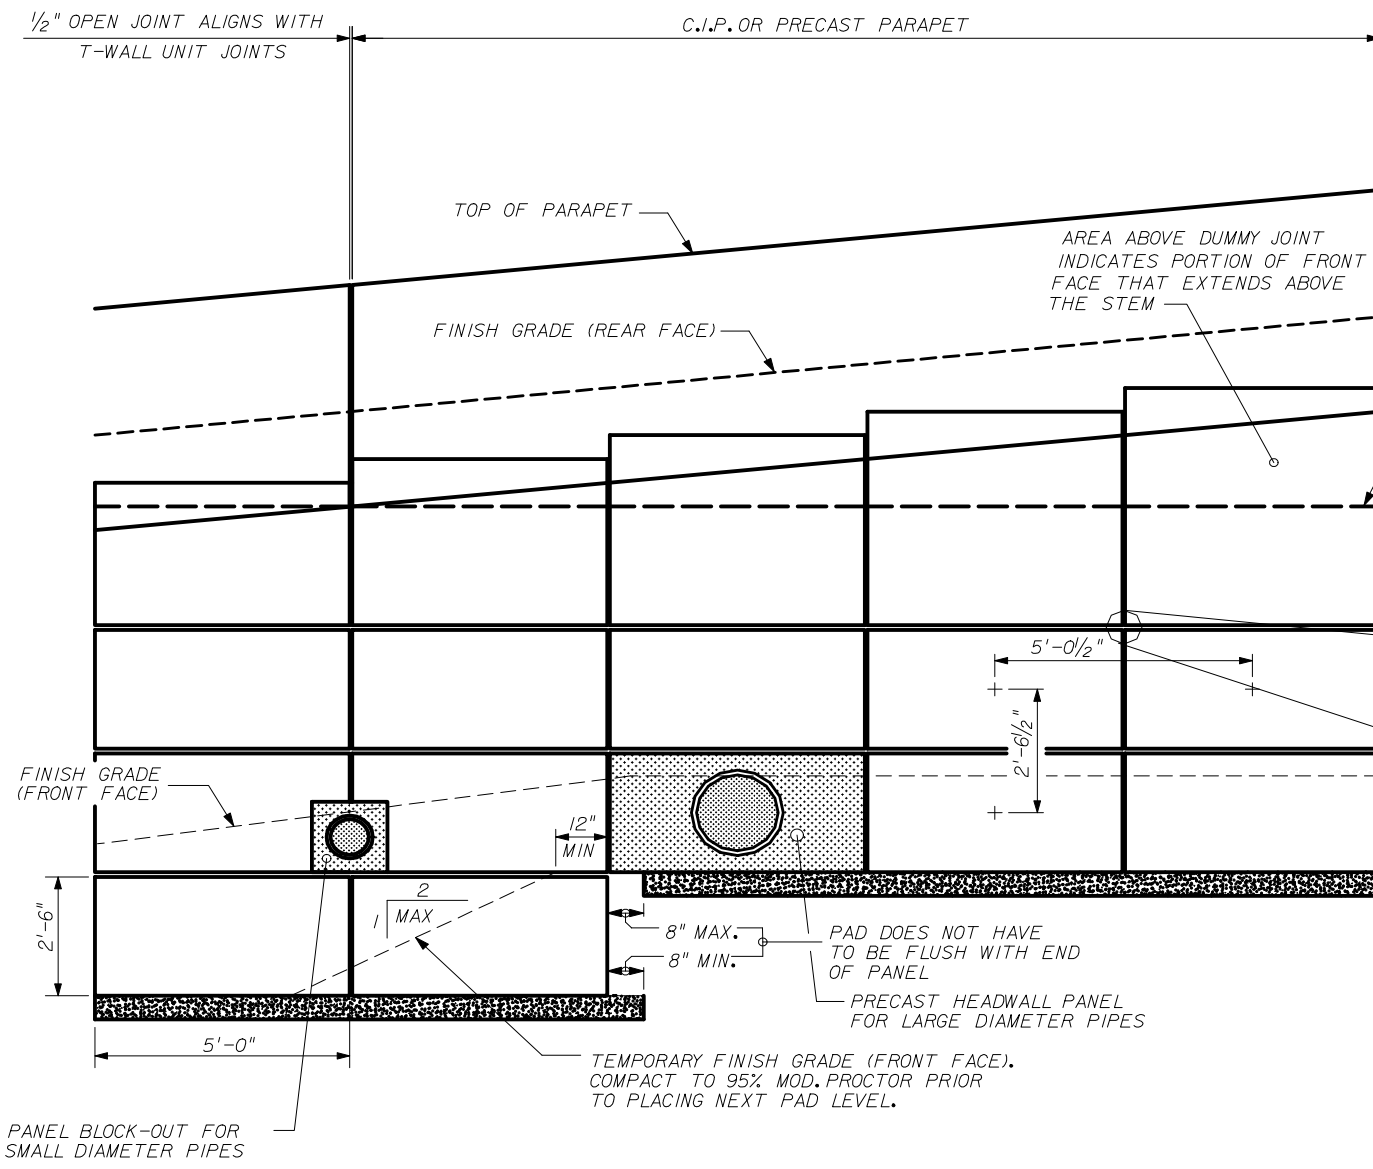 ½" OPEN JOINT ALIGNS WITH
T-WALL UNIT JOINTS
C.I.P. OR PRECAST PARAPET
TOP OF PARAPET
AREA ABOVE DUMMY JOINT
INDICATES PORTION OF FRONT
FACE THAT EXTENDS ABOVE
THE STEM
FINISH GRADE (REAR FACE)
5'-0½"
2'-6½"
FINISH GRADE
(FRONT FACE)
12"
MIN
2
1
MAX
2'-6"
8" MAX.
8" MIN.
PAD DOES NOT HAVE
TO BE FLUSH WITH END
OF PANEL
PRECAST HEADWALL PANEL
FOR LARGE DIAMETER PIPES
5'-0"
TEMPORARY FINISH GRADE (FRONT FACE).
COMPACT TO 95% MOD. PROCTOR PRIOR
TO PLACING NEXT PAD LEVEL.
PANEL BLOCK-OUT FOR
SMALL DIAMETER PIPES